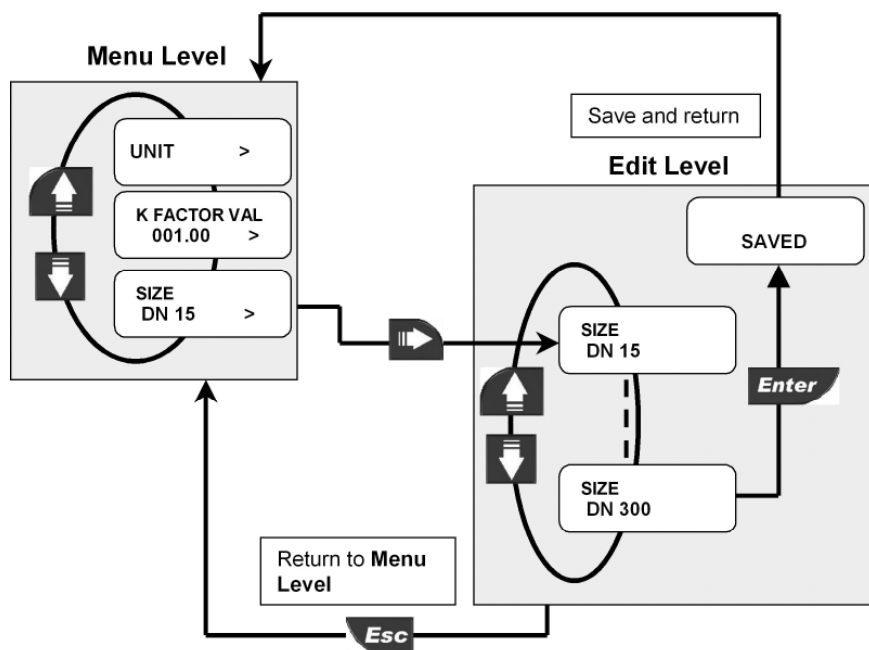 Menu Level
UNIT >
K FACTOR VAL
001.00 >
SIZE
DN 15 >
Save and return
Edit Level
SAVED
SIZE
DN 15
Enter
SIZE
DN 300
Return to Menu
Level
Esc